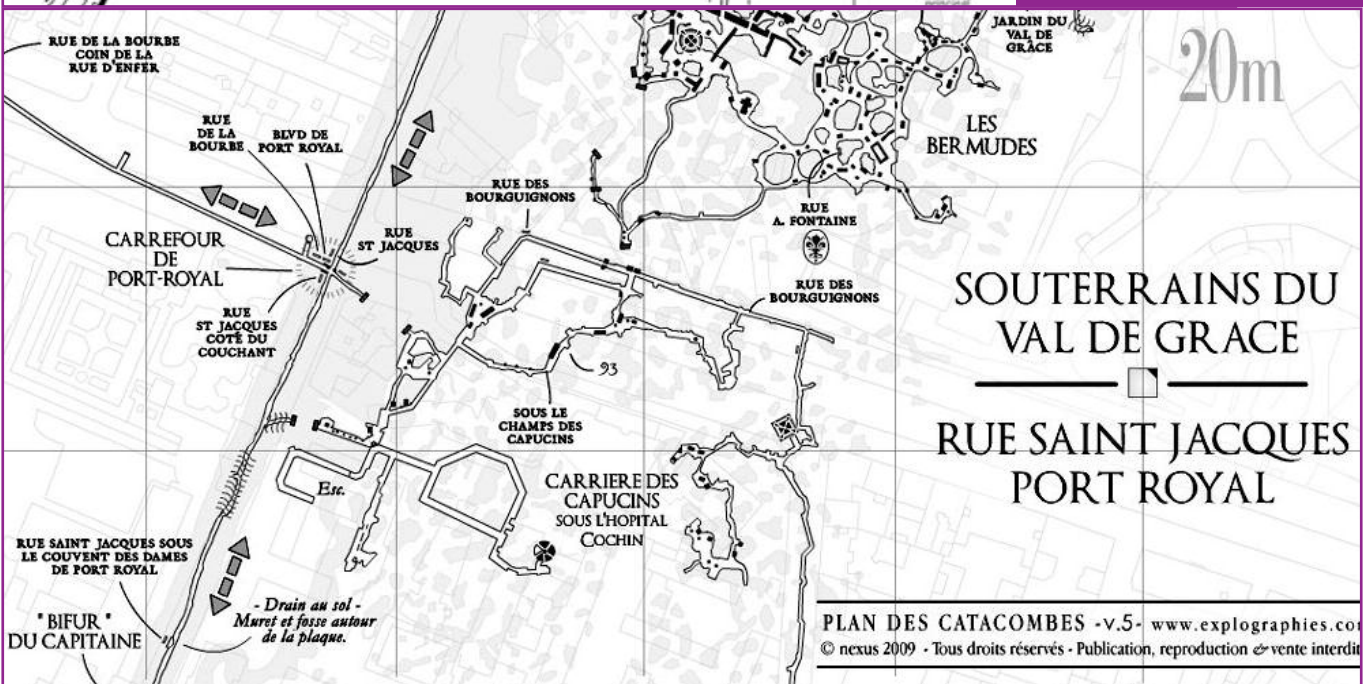 RUE DE LA BOURBE
COIN DE LA
RUE D'ENFER
JARDIN DU
VAL DE
GRÂCE
20m
RUE
DE LA
BOURBE
BLVD DE
PORT ROYAL
LES
BERMUDES
RUE DES
BOURGUIGNONS
RUE
A. FONTAINE
CARREFOUR
DE
PORT-ROYAL
RUE
ST JACQUES
RUE DES
BOURGUIGNONS
SOUTERRAINS DU
VAL DE GRACE
RUE
ST JACQUES
COTÉ DU
COUCHANT
93
SOUS LE
CHAMPS DES
CAPUCINS
RUE SAINT JACQUES
PORT ROYAL
Esc.
CARRIERE DES
CAPUCINS
SOUS L'HOPITAL
COCHIN
RUE SAINT JACQUES SOUS
LE COUVENT DES DAMES
DE PORT ROYAL
- Drain au sol -
Muret et fosse autour
de la plaque.
" BIFUR "
DU CAPITAINE
PLAN DES CATACOMBES -v.5- www.explographies.co
© nexus 2009 - Tous droits réservés - Publication, reproduction & vente interdit